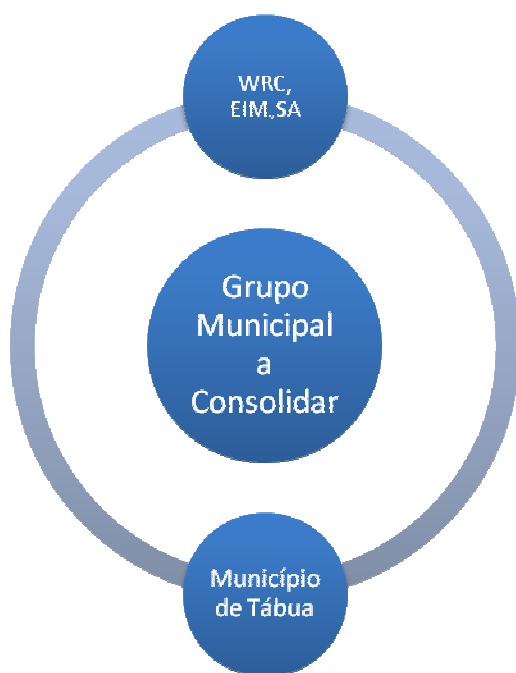 WRC,
EIM.,SA
Grupo
Municipal
a
Consolidar
Município
de Tábua